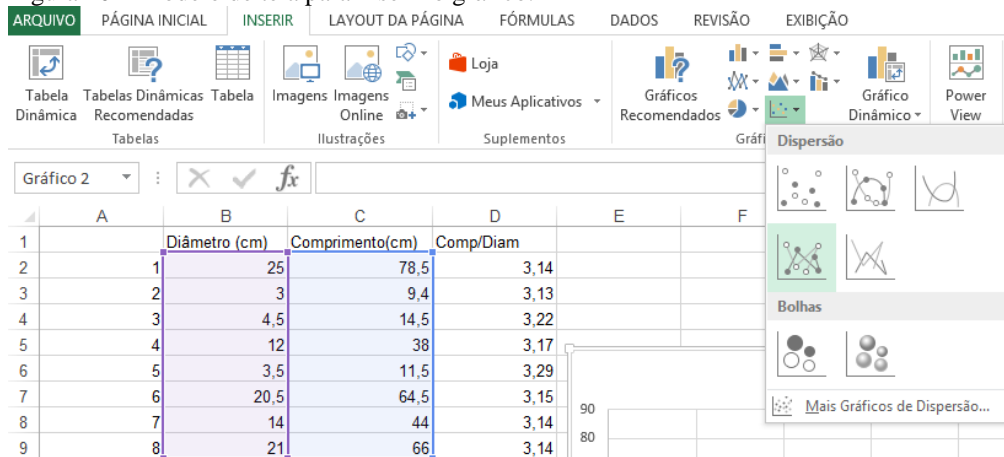 ARQUIVO PÁGINA INICIAL INSERIR LAYOUT DA PÁGINA FÓRMULAS DADOS REVISÃO EXIBIÇÃO
Tabela Dinâmica
Tabelas Dinâmicas Recomendadas
Tabela
Imagens
Imagens Online
Loja
Meus Aplicativos
Gráficos Recomendados
Gráfico Dinâmico
Power View
Tabelas Ilustrações Suplementos
Dispersão
Gráfico 2 fx
A B C D E F
1 Diâmetro (cm) Comprimento(cm) Comp/Diam
2 1 25 78,5 3,14
3 2 3 9,4 3,13
4 3 4,5 14,5 3,22
5 4 12 38 3,17
6 5 3,5 11,5 3,29
7 6 20,5 64,5 3,15
8 7 14 44 3,14
9 8 21 66 3,14
90
80
Bolhas
Mais Gráficos de Dispersão...